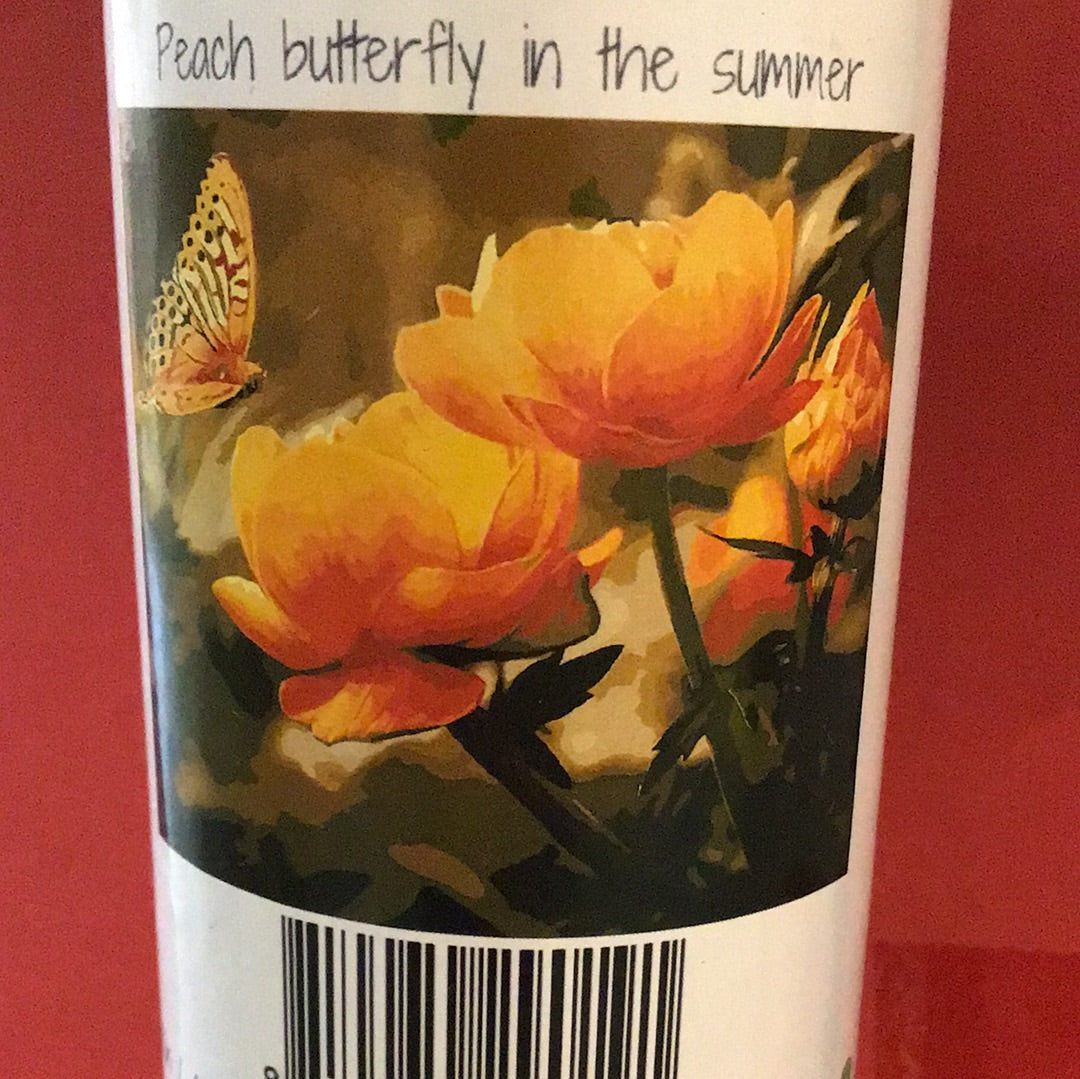 Peach butterfly in the summer